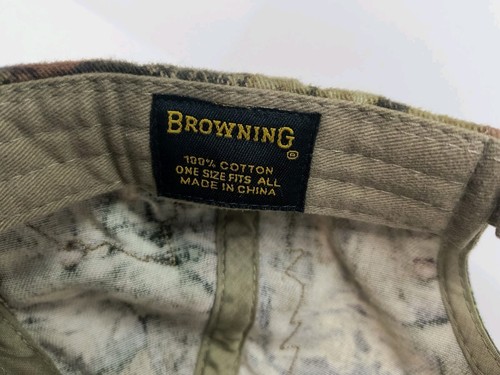 BROWNING
®
100% COTTON
ONE SIZE FITS ALL
MADE IN CHINA